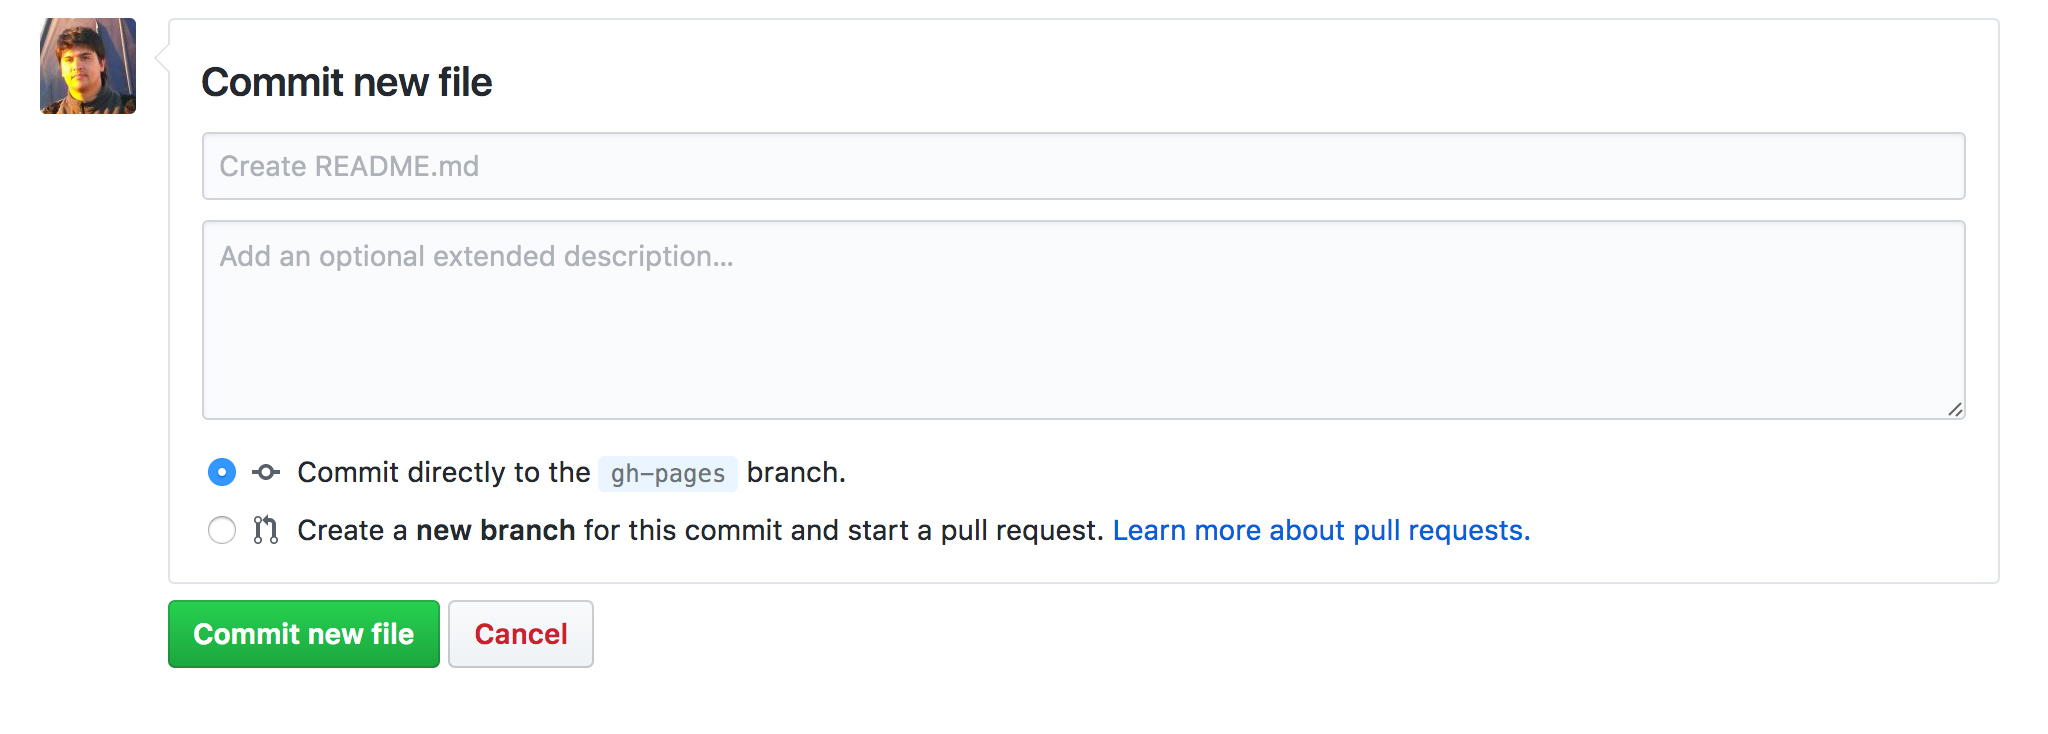 Commit new file
Create README.md
Add an optional extended description...
Commit directly to the gh-pages branch.
Create a new branch for this commit and start a pull request. Learn more about pull requests.
Commit new file Cancel